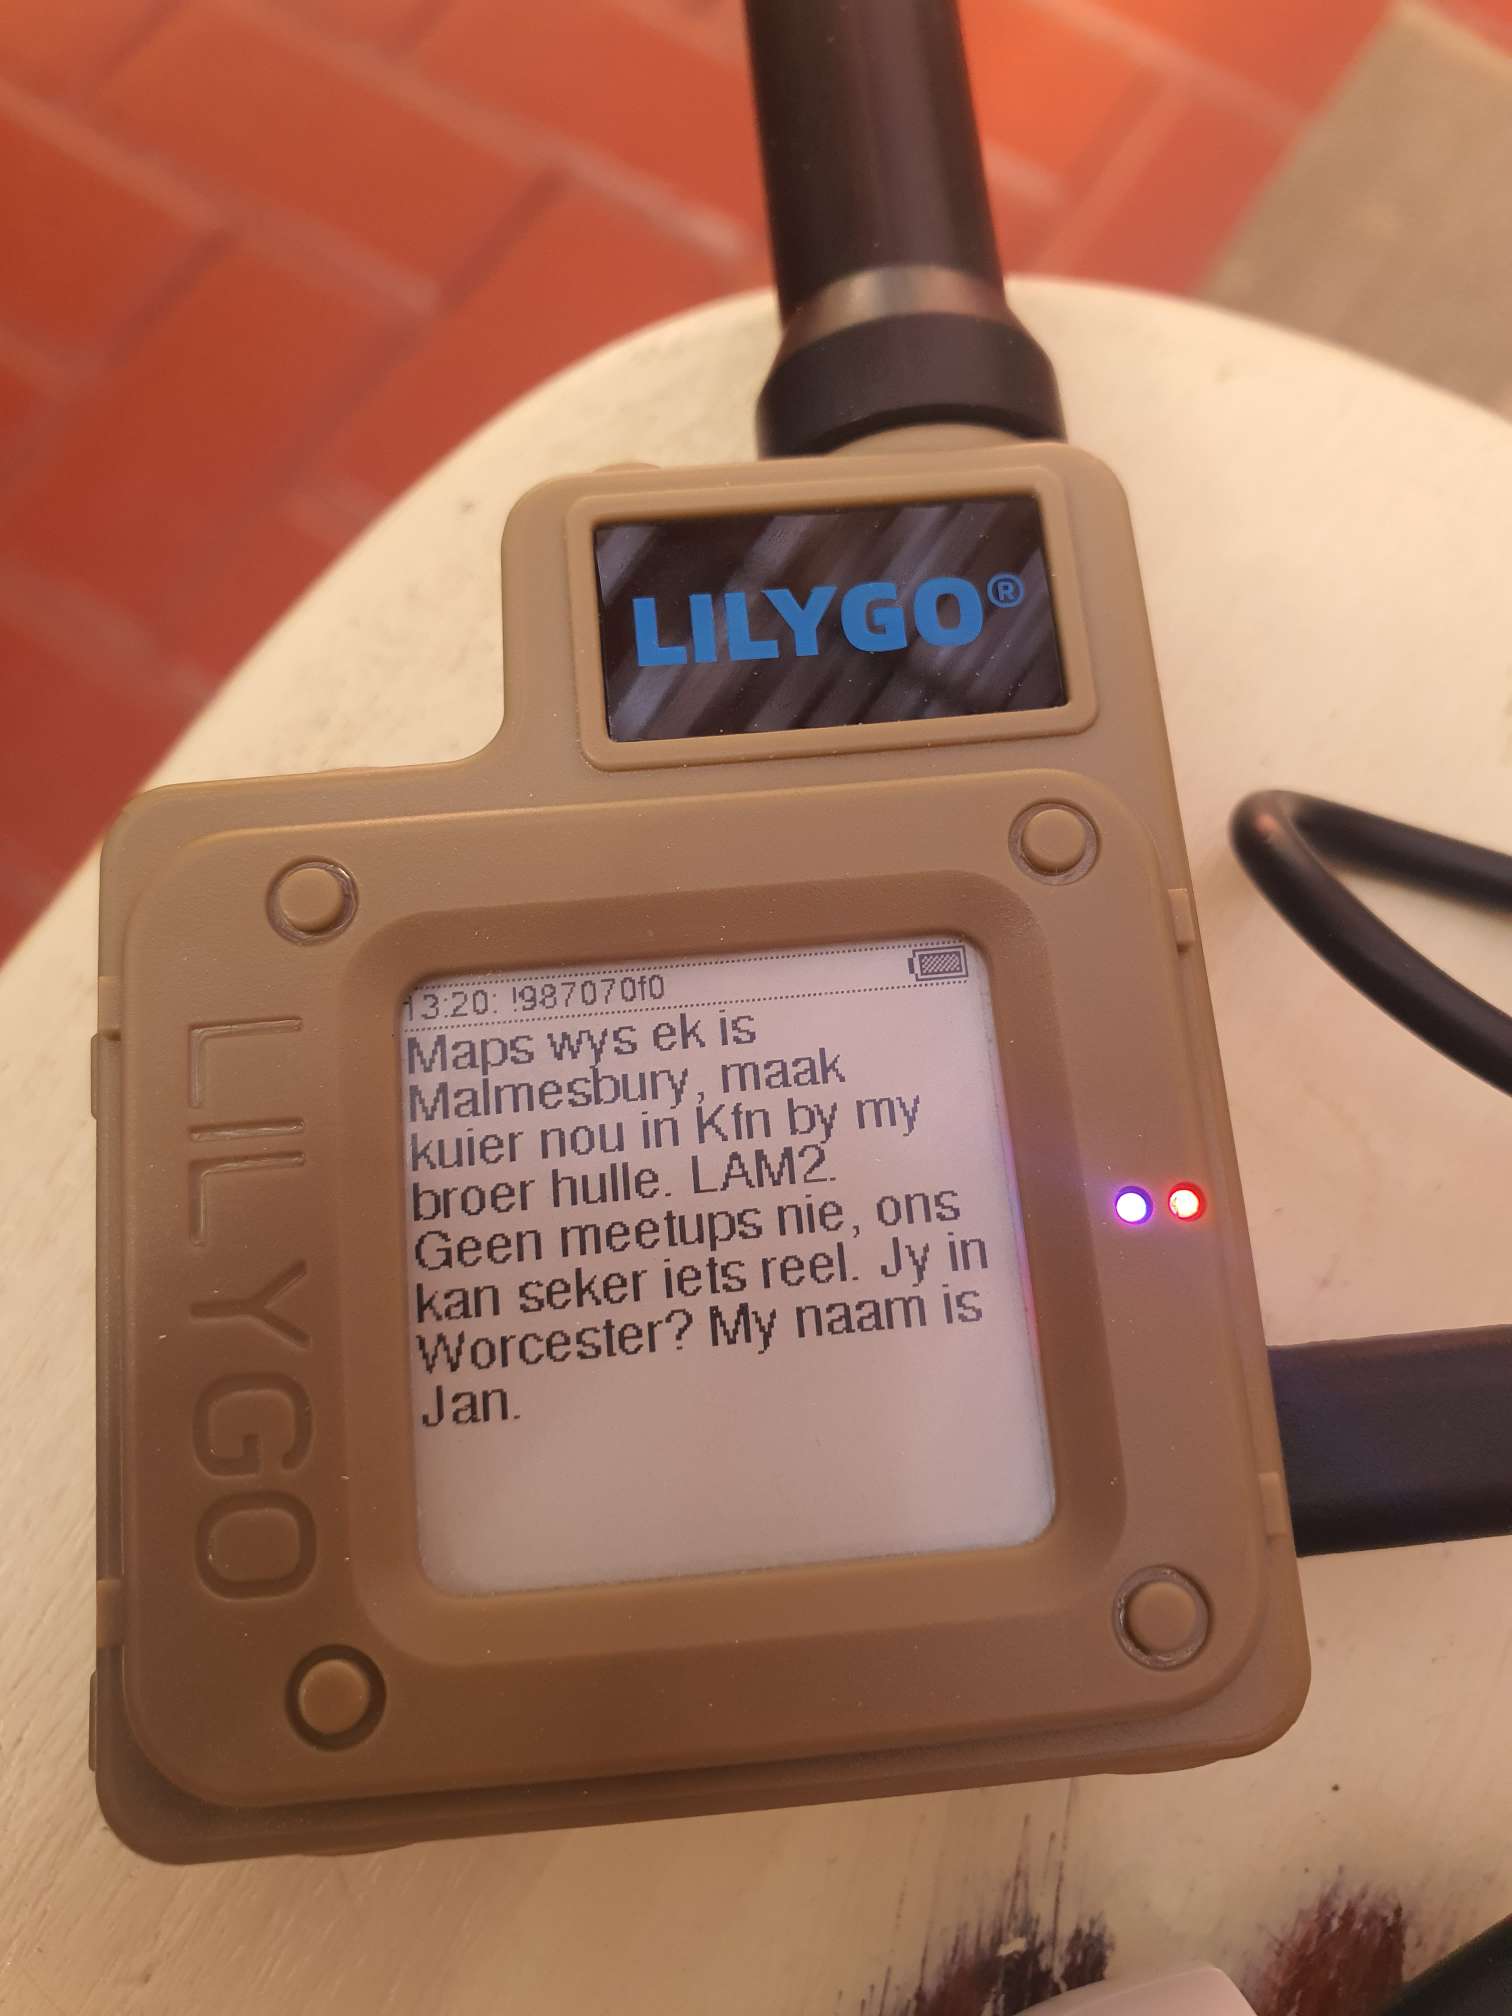 LILYGO®
13:20: !987070f0
Maps wys ek is
Malmesbury, maak
kuier nou in Kfn by my
broer hulle. LAM2.
Geen meetups nie, ons
kan seker iets reel. Jy in
Worcester? My naam is
Jan.
LILYGO